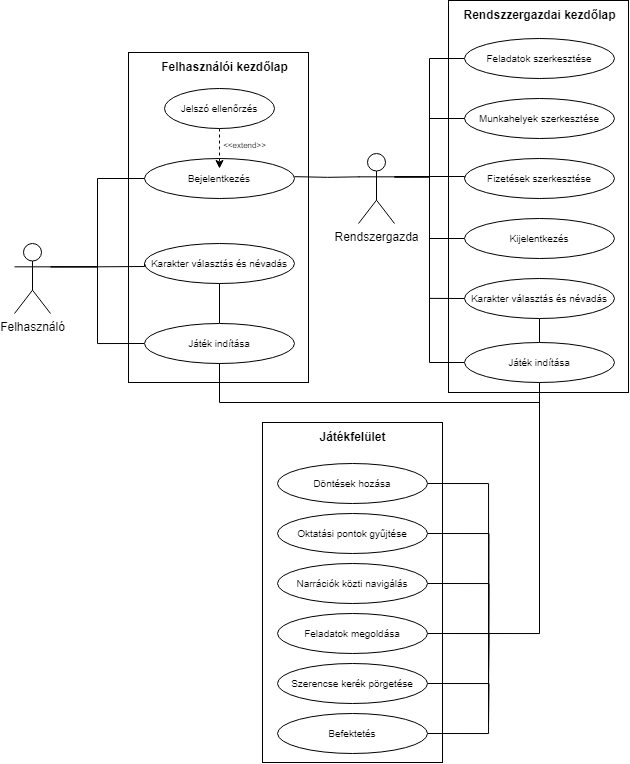 Rendszzergazdai kezdőlap
Feladatok szerkesztése
Munkahelyek szerkesztése
Fizetések szerkesztése
Kijelentkezés
Karakter választás és névadás
Játék indítása
Felhasználói kezdőlap
Jelszó ellenőrzés
<<extend>>
Bejelentkezés
Karakter választás és névadás
Játék indítása
Rendszergazda
Felhasználó
Játékfelület
Döntések hozása
Oktatási pontok gyűjtése
Narrációk közti navigálás
Feladatok megoldása
Szerencse kerék pörgetése
Befektetés